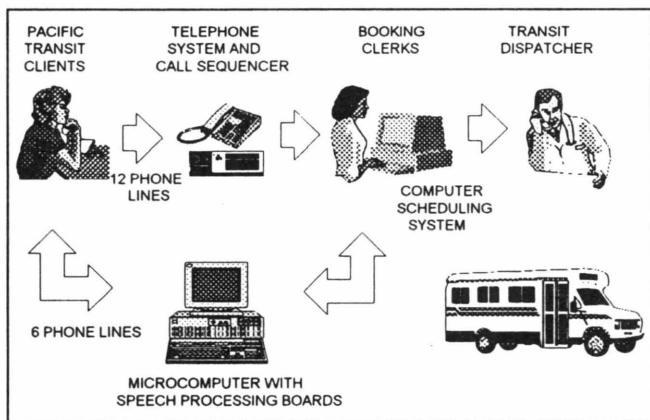 PACIFIC
TRANSIT
CLIENTS
TELEPHONE
SYSTEM AND
CALL SEQUENCER
BOOKING
CLERKS
TRANSIT
DISPATCHER
12 PHONE
LINES
COMPUTER
SCHEDULING
SYSTEM
6 PHONE LINES
MICROCOMPUTER WITH
SPEECH PROCESSING BOARDS